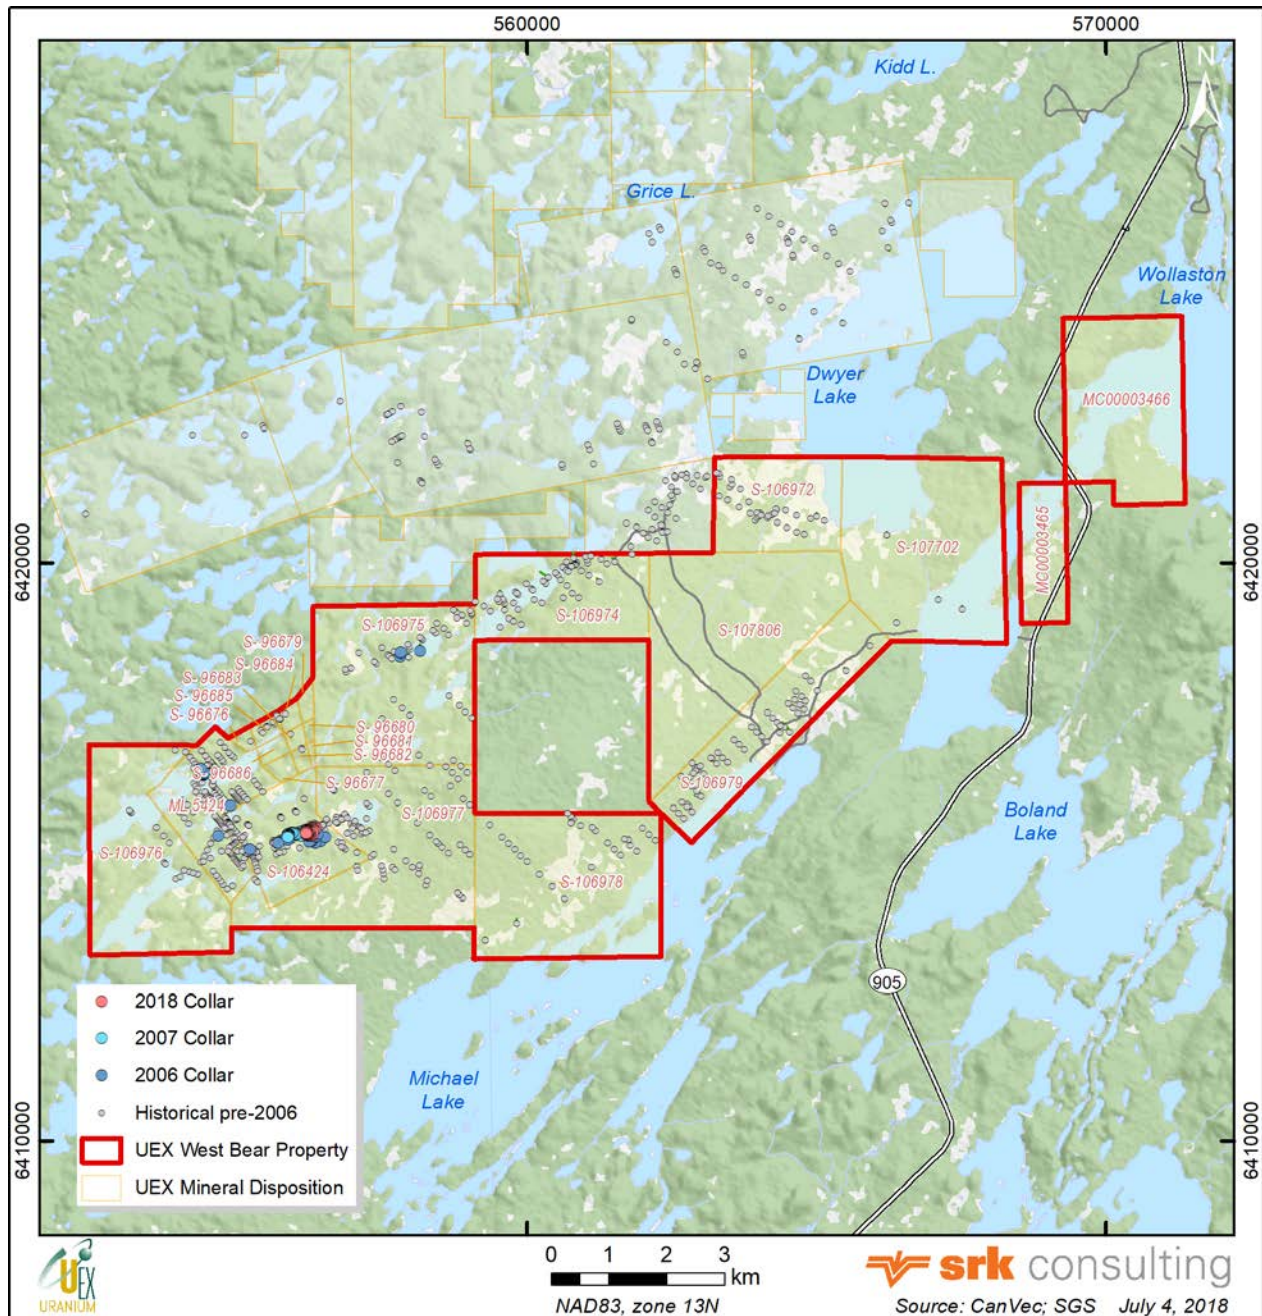 560000
570000
Kidd L.
N
Grice L.
Wollaston
Lake
Dwyer
Lake
MC00003466
S-106972
MC00003465
S-107702
6420000
6420000
S-106974
S-106975
S-107806
S- 96679
S- 96684
S- 96683
S- 96685
S- 96676
S- 96680
S- 96681
S- 96682
S- 96686
S- 96677
S-106979
ML 5424
S-106977
Boland
Lake
S-106976
S-106424
S-106978
905
2018 Collar
2007 Collar
2006 Collar
Historical pre-2006
UEX West Bear Property
UEX Mineral Disposition
Michael
Lake
6410000
6410000
UEX
URANIUM
0 1 2 3
km
NAD83, zone 13N
srk consulting
Source: CanVec; SGS July 4, 2018